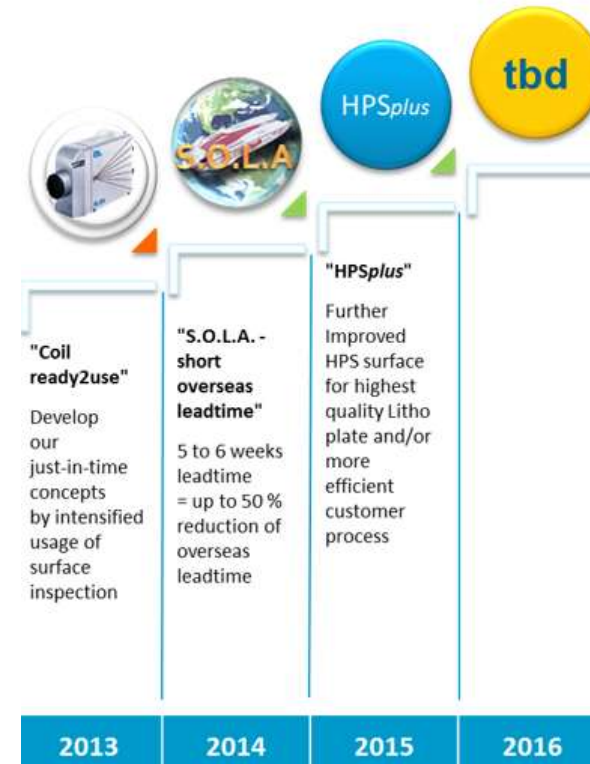 "Coil
ready2use"
Develop
our
just-in-time
concepts
by intensified
usage of
surface
inspection
2013
S.O.L.A
"S.O.L.A. -
short
overseas
leadtime"
5 to 6 weeks
leadtime
= up to 50 %
reduction of
overseas
leadtime
2014
HPSplus
"HPSplus"
Further
Improved
HPS surface
for highest
quality Litho
plate and/or
more
efficient
customer
process
2015
tbd
2016